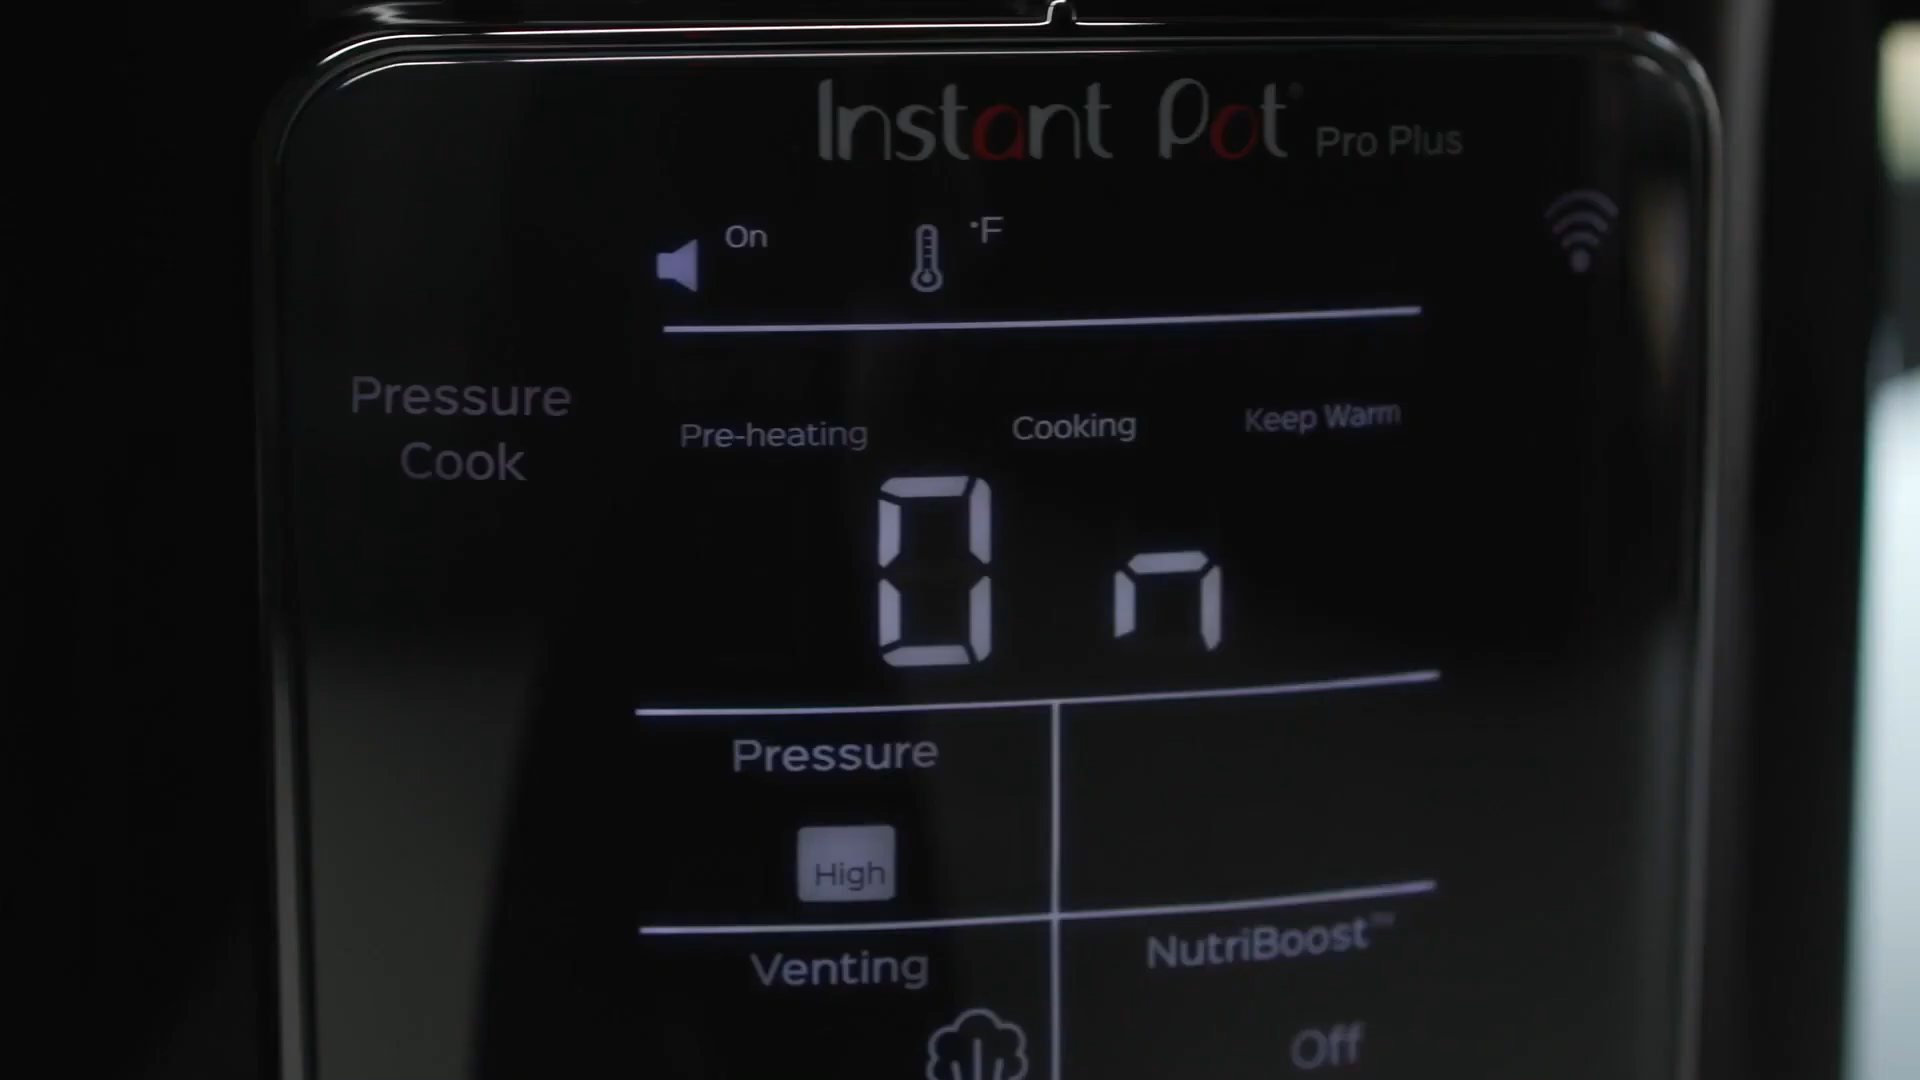 Instant Pot Pro Plus
On °F
Pressure
Cook
Pre-heating Cooking Keep Warm
On
Pressure
High
Venting NutriBoost™
Off